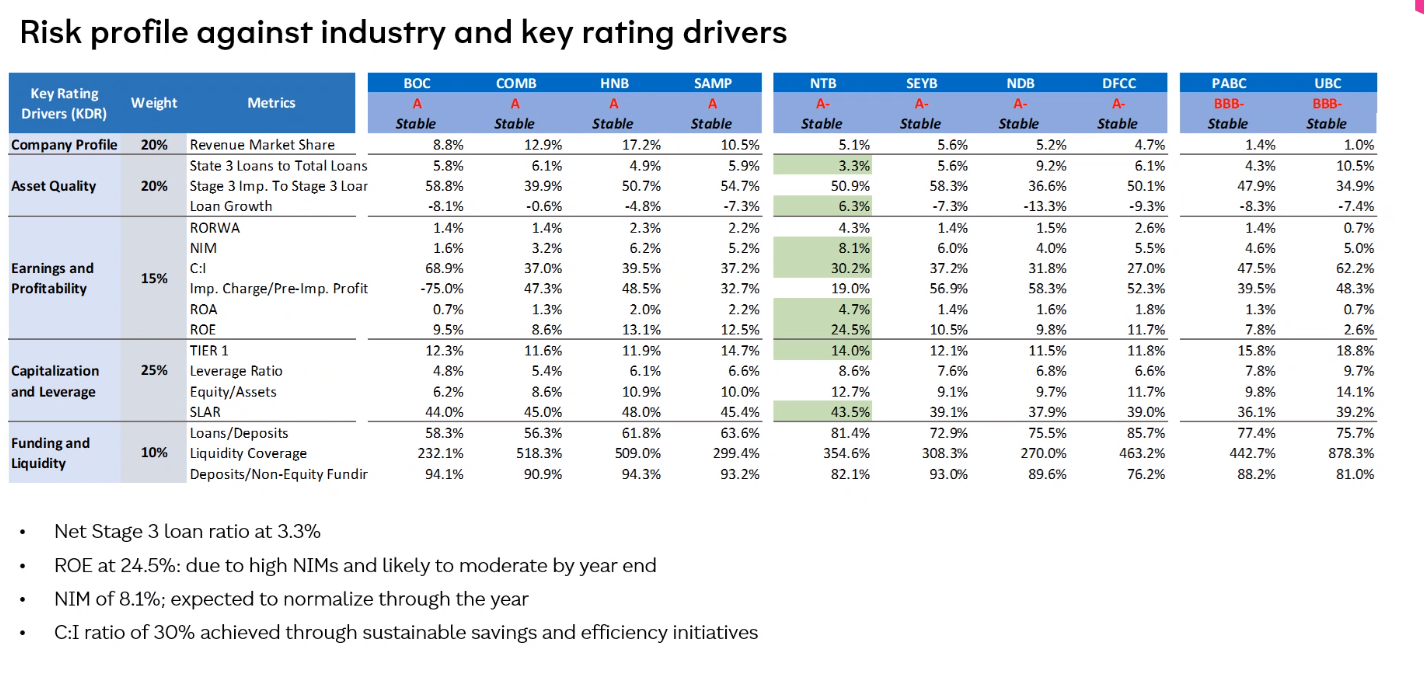 Risk profile against industry and key rating drivers
Key Rating Drivers (KDR) Weight Metrics BOC COMB HNB SAMP NTB SEYB NDB DFCC PABC UBC
A A A A A- A- A- A- BBB- BBB-
Stable Stable Stable Stable Stable Stable Stable Stable Stable Stable
Company Profile 20% Revenue Market Share 8.8% 12.9% 17.2% 10.5% 5.1% 5.6% 5.2% 4.7% 1.4% 1.0%
State 3 Loans to Total Loans 5.8% 6.1% 4.9% 5.9% 3.3% 5.6% 9.2% 6.1% 4.3% 10.5%
Asset Quality 20% Stage 3 Imp. To Stage 3 Loar 58.8% 39.9% 50.7% 54.7% 50.9% 58.3% 36.6% 50.1% 47.9% 34.9%
Loan Growth -8.1% -0.6% -4.8% -7.3% 6.3% -7.3% -13.3% -9.3% -8.3% -7.4%
RORWA 1.4% 1.4% 2.3% 2.2% 4.3% 1.4% 1.5% 2.6% 1.4% 0.7%
NIM 1.6% 3.2% 6.2% 5.2% 8.1% 6.0% 4.0% 5.5% 4.6% 5.0%
Earnings and Profitability 15% C:I 68.9% 37.0% 39.5% 37.2% 30.2% 37.2% 31.8% 27.0% 47.5% 62.2%
Imp. Charge/Pre-Imp. Profit -75.0% 47.3% 48.5% 32.7% 19.0% 56.9% 58.3% 52.3% 39.5% 48.3%
ROA 0.7% 1.3% 2.0% 2.2% 4.7% 1.4% 1.6% 1.8% 1.3% 0.7%
ROE 9.5% 8.6% 13.1% 12.5% 24.5% 10.5% 9.8% 11.7% 7.8% 2.6%
TIER 1 12.3% 11.6% 11.9% 14.7% 14.0% 12.1% 11.5% 11.8% 15.8% 18.8%
Capitalization and Leverage 25% Leverage Ratio 4.8% 5.4% 6.1% 6.6% 8.6% 7.6% 6.8% 6.6% 7.8% 9.7%
Equity/Assets 6.2% 8.6% 10.9% 10.0% 12.7% 9.1% 9.7% 11.7% 9.8% 14.1%
SLAR 44.0% 45.0% 48.0% 45.4% 43.5% 39.1% 37.9% 39.0% 36.1% 39.2%
Loans/Deposits 58.3% 56.3% 61.8% 63.6% 81.4% 72.9% 75.5% 85.7% 77.4% 75.7%
Funding and Liquidity 10% Liquidity Coverage 232.1% 518.3% 509.0% 299.4% 354.6% 308.3% 270.0% 463.2% 442.7% 878.3%
Deposits/Non-Equity Fundir 94.1% 90.9% 94.3% 93.2% 82.1% 93.0% 89.6% 76.2% 88.2% 81.0%
• Net Stage 3 loan ratio at 3.3%
• ROE at 24.5%: due to high NIMs and likely to moderate by year end
• NIM of 8.1%; expected to normalize through the year
• C:I ratio of 30% achieved through sustainable savings and efficiency initiatives